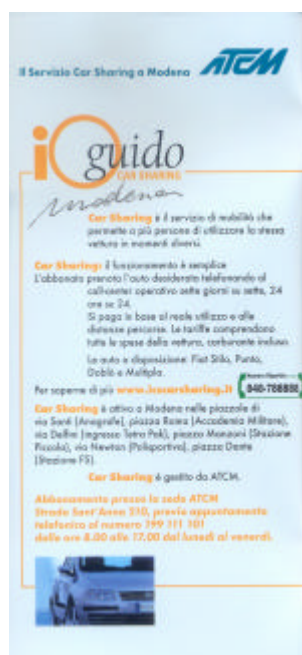 Il Servizio Car Sharing a Modena ATCM
iO guido
CAR SHARING
modena
Car Sharing è il servizio di mobilità che
permette a più persone di utilizzare la stessa
vettura in momenti diversi.
Car Sharing: il funzionamento è semplice
L'abbonato prenota l'auto desiderata telefonando al
call-center operativo sette giorni su sette, 24
ore su 24.
Si paga in base al reale utilizzo e alle
distanze percorse. Le tariffe comprendono
tutte le spese della vettura, carburante incluso.
Le auto a disposizione: Fiat Stilo, Punto,
Doblò e Multipla.
Per saperne di più www.icscarsharing.it
Car Sharing è attivo a Modena nelle piazzole di
via Santi (Anagrafe), piazza Roma (Accademia Militare),
via Delfini (ingresso Tetra Pak), piazza Manzoni (Stazione
Piccola), via Newton (Polisportiva), piazza Dante
(Stazione FS).
Car Sharing è gestito da ATCM.
Abbonamento presso la sede ATCM
Strada Sant'Anna 210, previo appuntamento
telefonico al numero 199 111 101
dalle ore 8.00 alle 17.00 dal lunedì al venerdì.